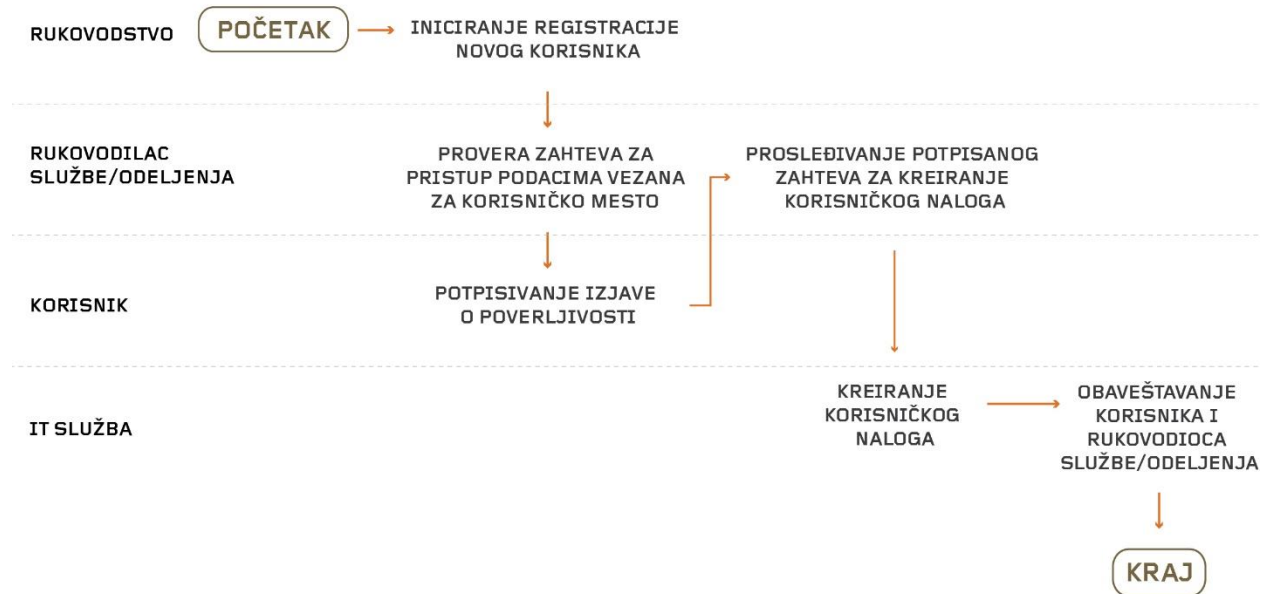 RUKOVODSTVO
POČETAK
INICIRANJE REGISTRACIJE
NOVOG KORISNIKA
RUKOVODILAC
SLUŽBE/ODELJENJA
PROVERA ZAHTEVA ZA
PRISTUP PODACIMA VEZANA
ZA KORISNIČKO MESTO
PROSLEĐIVANJE POTPISANOG
ZAHTEVA ZA KREIRANJE
KORISNIČKOG NALOGA
KORISNIK
POTPISIVANJE IZJAVE
O POVERLJIVOSTI
IT SLUŽBA
KREIRANJE
KORISNIČKOG
NALOGA
OBAVEŠTAVANJE
KORISNIKA I
RUKOVODIOCA
SLUŽBE/ODELJENJA
KRAJ